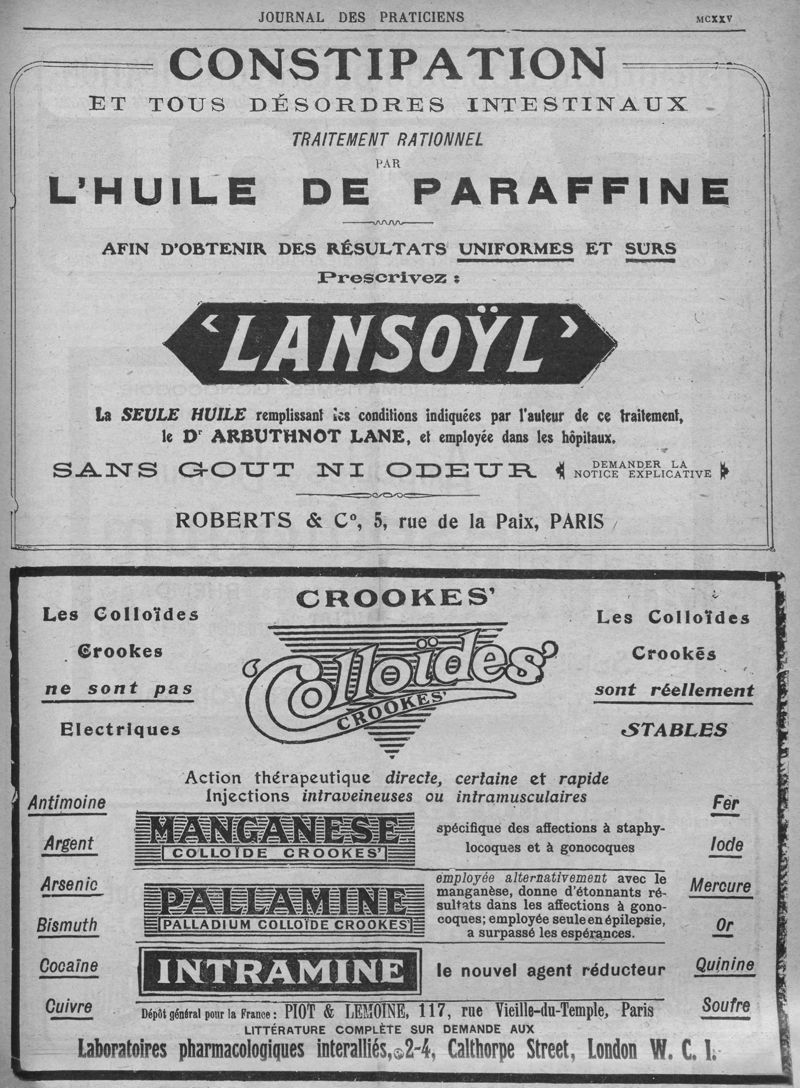 JOURNAL DES PRATICIENS
MCXXV
CONSTIPATION
ET TOUS DÉSORDRES INTESTINAUX
TRAITEMENT RATIONNEL
PAR
L'HUILE DE PARAFFINE
AFIN D'OBTENIR DES RÉSULTATS UNIFORMES ET SURS
Prescrivez :
‘LANSOŸL’
La SEULE HUILE remplissant les conditions indiquées par l'auteur de ce traitement,
le Dr ARBUTHNOT LANE, et employée dans les hôpitaux.
SANS GOUT NI ODEUR
DEMANDER LA
NOTICE EXPLICATIVE
ROBERTS & Co, 5, rue de la Paix, PARIS
CROOKES'
Les Colloïdes
Crookes
ne sont pas
Electriques
‘Colloïdes’
CROOKES'
Les Colloïdes
Crookēs
sont réellement
STABLES
Action thérapeutique directe, certaine et rapide
Injections intraveineuses ou intramusculaires
Antimoine
Argent
Arsenic
Bismuth
Cocaïne
Cuivre
MANGANESE
(COLLOÏDE CROOKES')
spécifique des affections à staphy-
locoques et à gonocoques
PALLAMINE
(PALLADIUM COLLOÏDE CROOKES')
employée alternativement avec le
manganèse, donne d'étonnants ré-
sultats dans les affections à gono-
coques; employée seule en épilepsie,
a surpassé les espérances.
INTRAMINE
le nouvel agent réducteur
Fer
Iode
Mercure
Or
Quinine
Soufre
Dépôt général pour la France : PIOT & LEMOINE, 117, rue Vieille-du-Temple, Paris
LITTÉRATURE COMPLÈTE SUR DEMANDE AUX
Laboratoires pharmacologiques interalliés, 2-4, Calthorpe Street, London W. C. I.